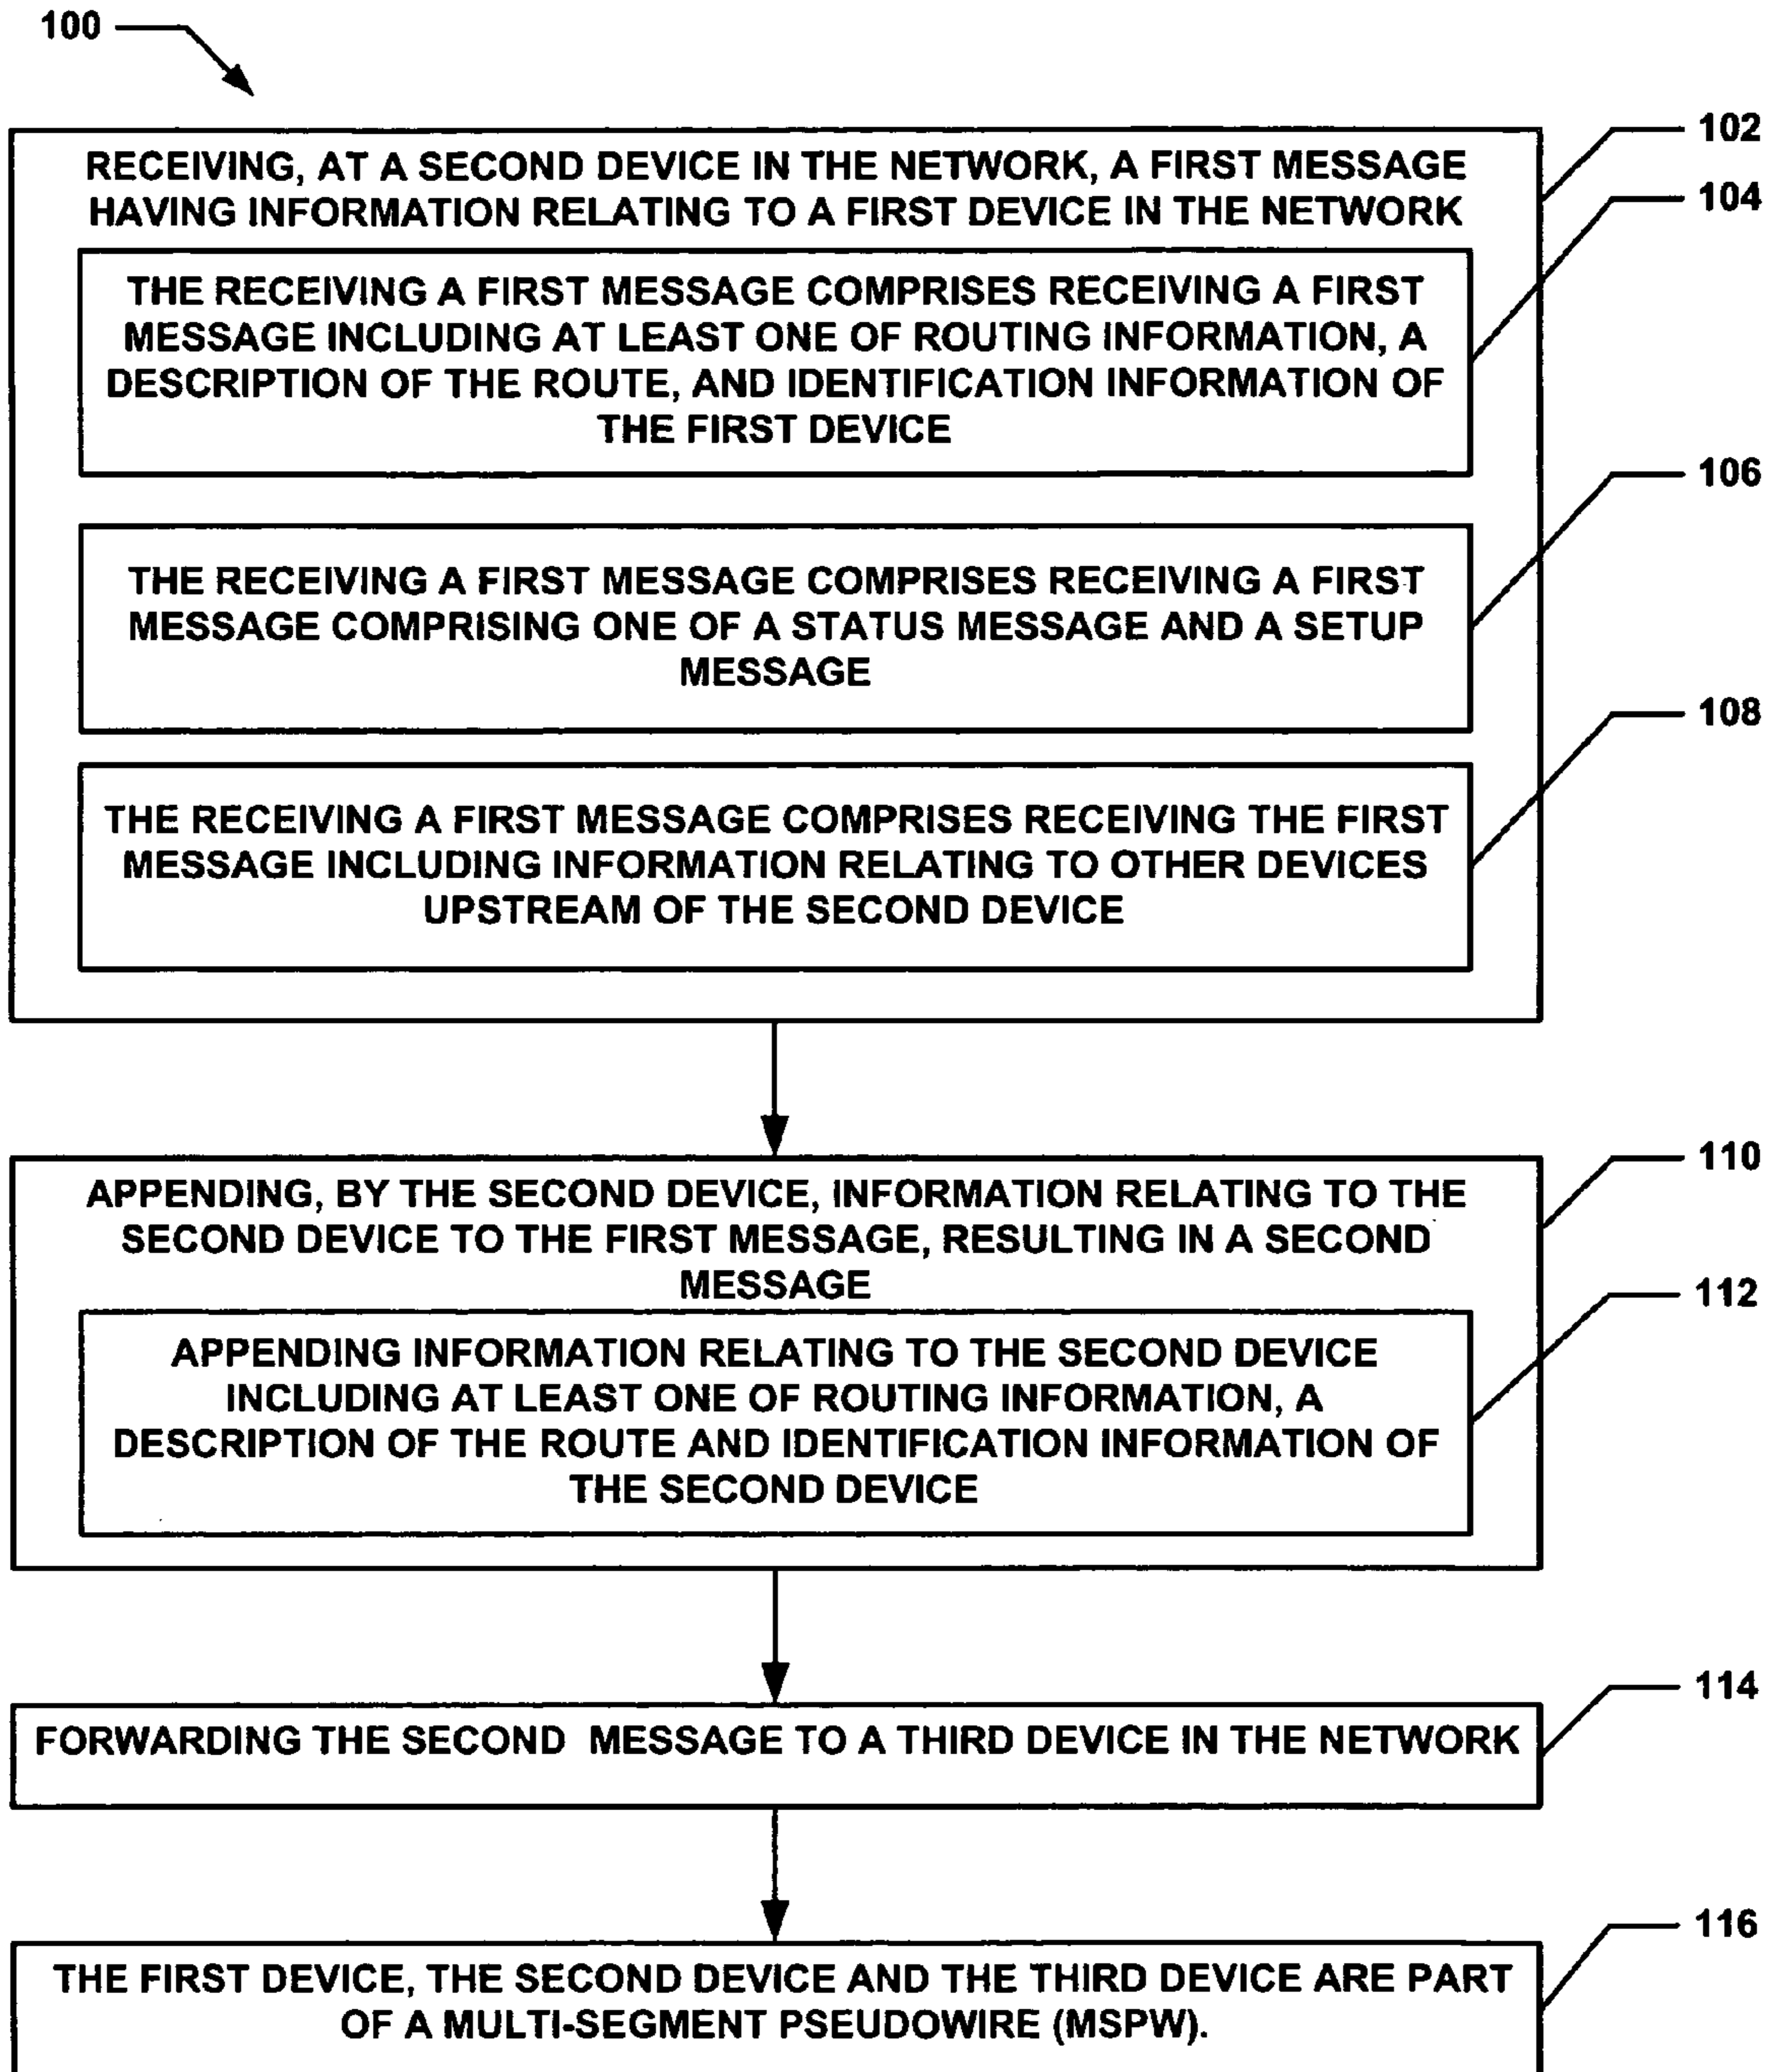 100
102
RECEIVING, AT A SECOND DEVICE IN THE NETWORK, A FIRST MESSAGE
HAVING INFORMATION RELATING TO A FIRST DEVICE IN THE NETWORK
104
THE RECEIVING A FIRST MESSAGE COMPRISES RECEIVING A FIRST
MESSAGE INCLUDING AT LEAST ONE OF ROUTING INFORMATION, A
DESCRIPTION OF THE ROUTE, AND IDENTIFICATION INFORMATION OF
THE FIRST DEVICE
106
THE RECEIVING A FIRST MESSAGE COMPRISES RECEIVING A FIRST
MESSAGE COMPRISING ONE OF A STATUS MESSAGE AND A SETUP
MESSAGE
108
THE RECEIVING A FIRST MESSAGE COMPRISES RECEIVING THE FIRST
MESSAGE INCLUDING INFORMATION RELATING TO OTHER DEVICES
UPSTREAM OF THE SECOND DEVICE
110
APPENDING, BY THE SECOND DEVICE, INFORMATION RELATING TO THE
SECOND DEVICE TO THE FIRST MESSAGE, RESULTING IN A SECOND
MESSAGE
112
APPENDING INFORMATION RELATING TO THE SECOND DEVICE
INCLUDING AT LEAST ONE OF ROUTING INFORMATION, A
DESCRIPTION OF THE ROUTE AND IDENTIFICATION INFORMATION OF
THE SECOND DEVICE
114
FORWARDING THE SECOND MESSAGE TO A THIRD DEVICE IN THE NETWORK
116
THE FIRST DEVICE, THE SECOND DEVICE AND THE THIRD DEVICE ARE PART
OF A MULTI-SEGMENT PSEUDOWIRE (MSPW).